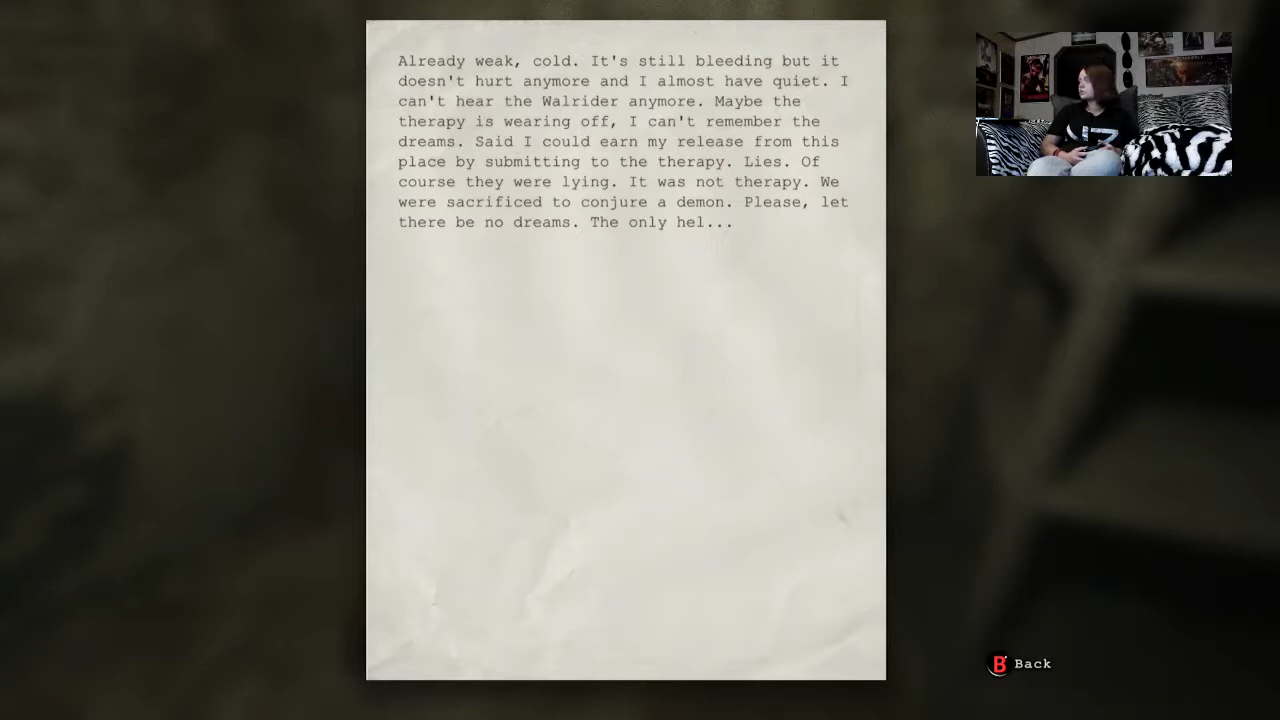 Already weak, cold. It's still bleeding but it
doesn't hurt anymore and I almost have quiet. I
can't hear the Walrider anymore. Maybe the
therapy is wearing off, I can't remember the
dreams. Said I could earn my release from this
place by submitting to the therapy. Lies. Of
course they were lying. It was not therapy. We
were sacrificed to conjure a demon. Please, let
there be no dreams. The only hel...
N7
B Back